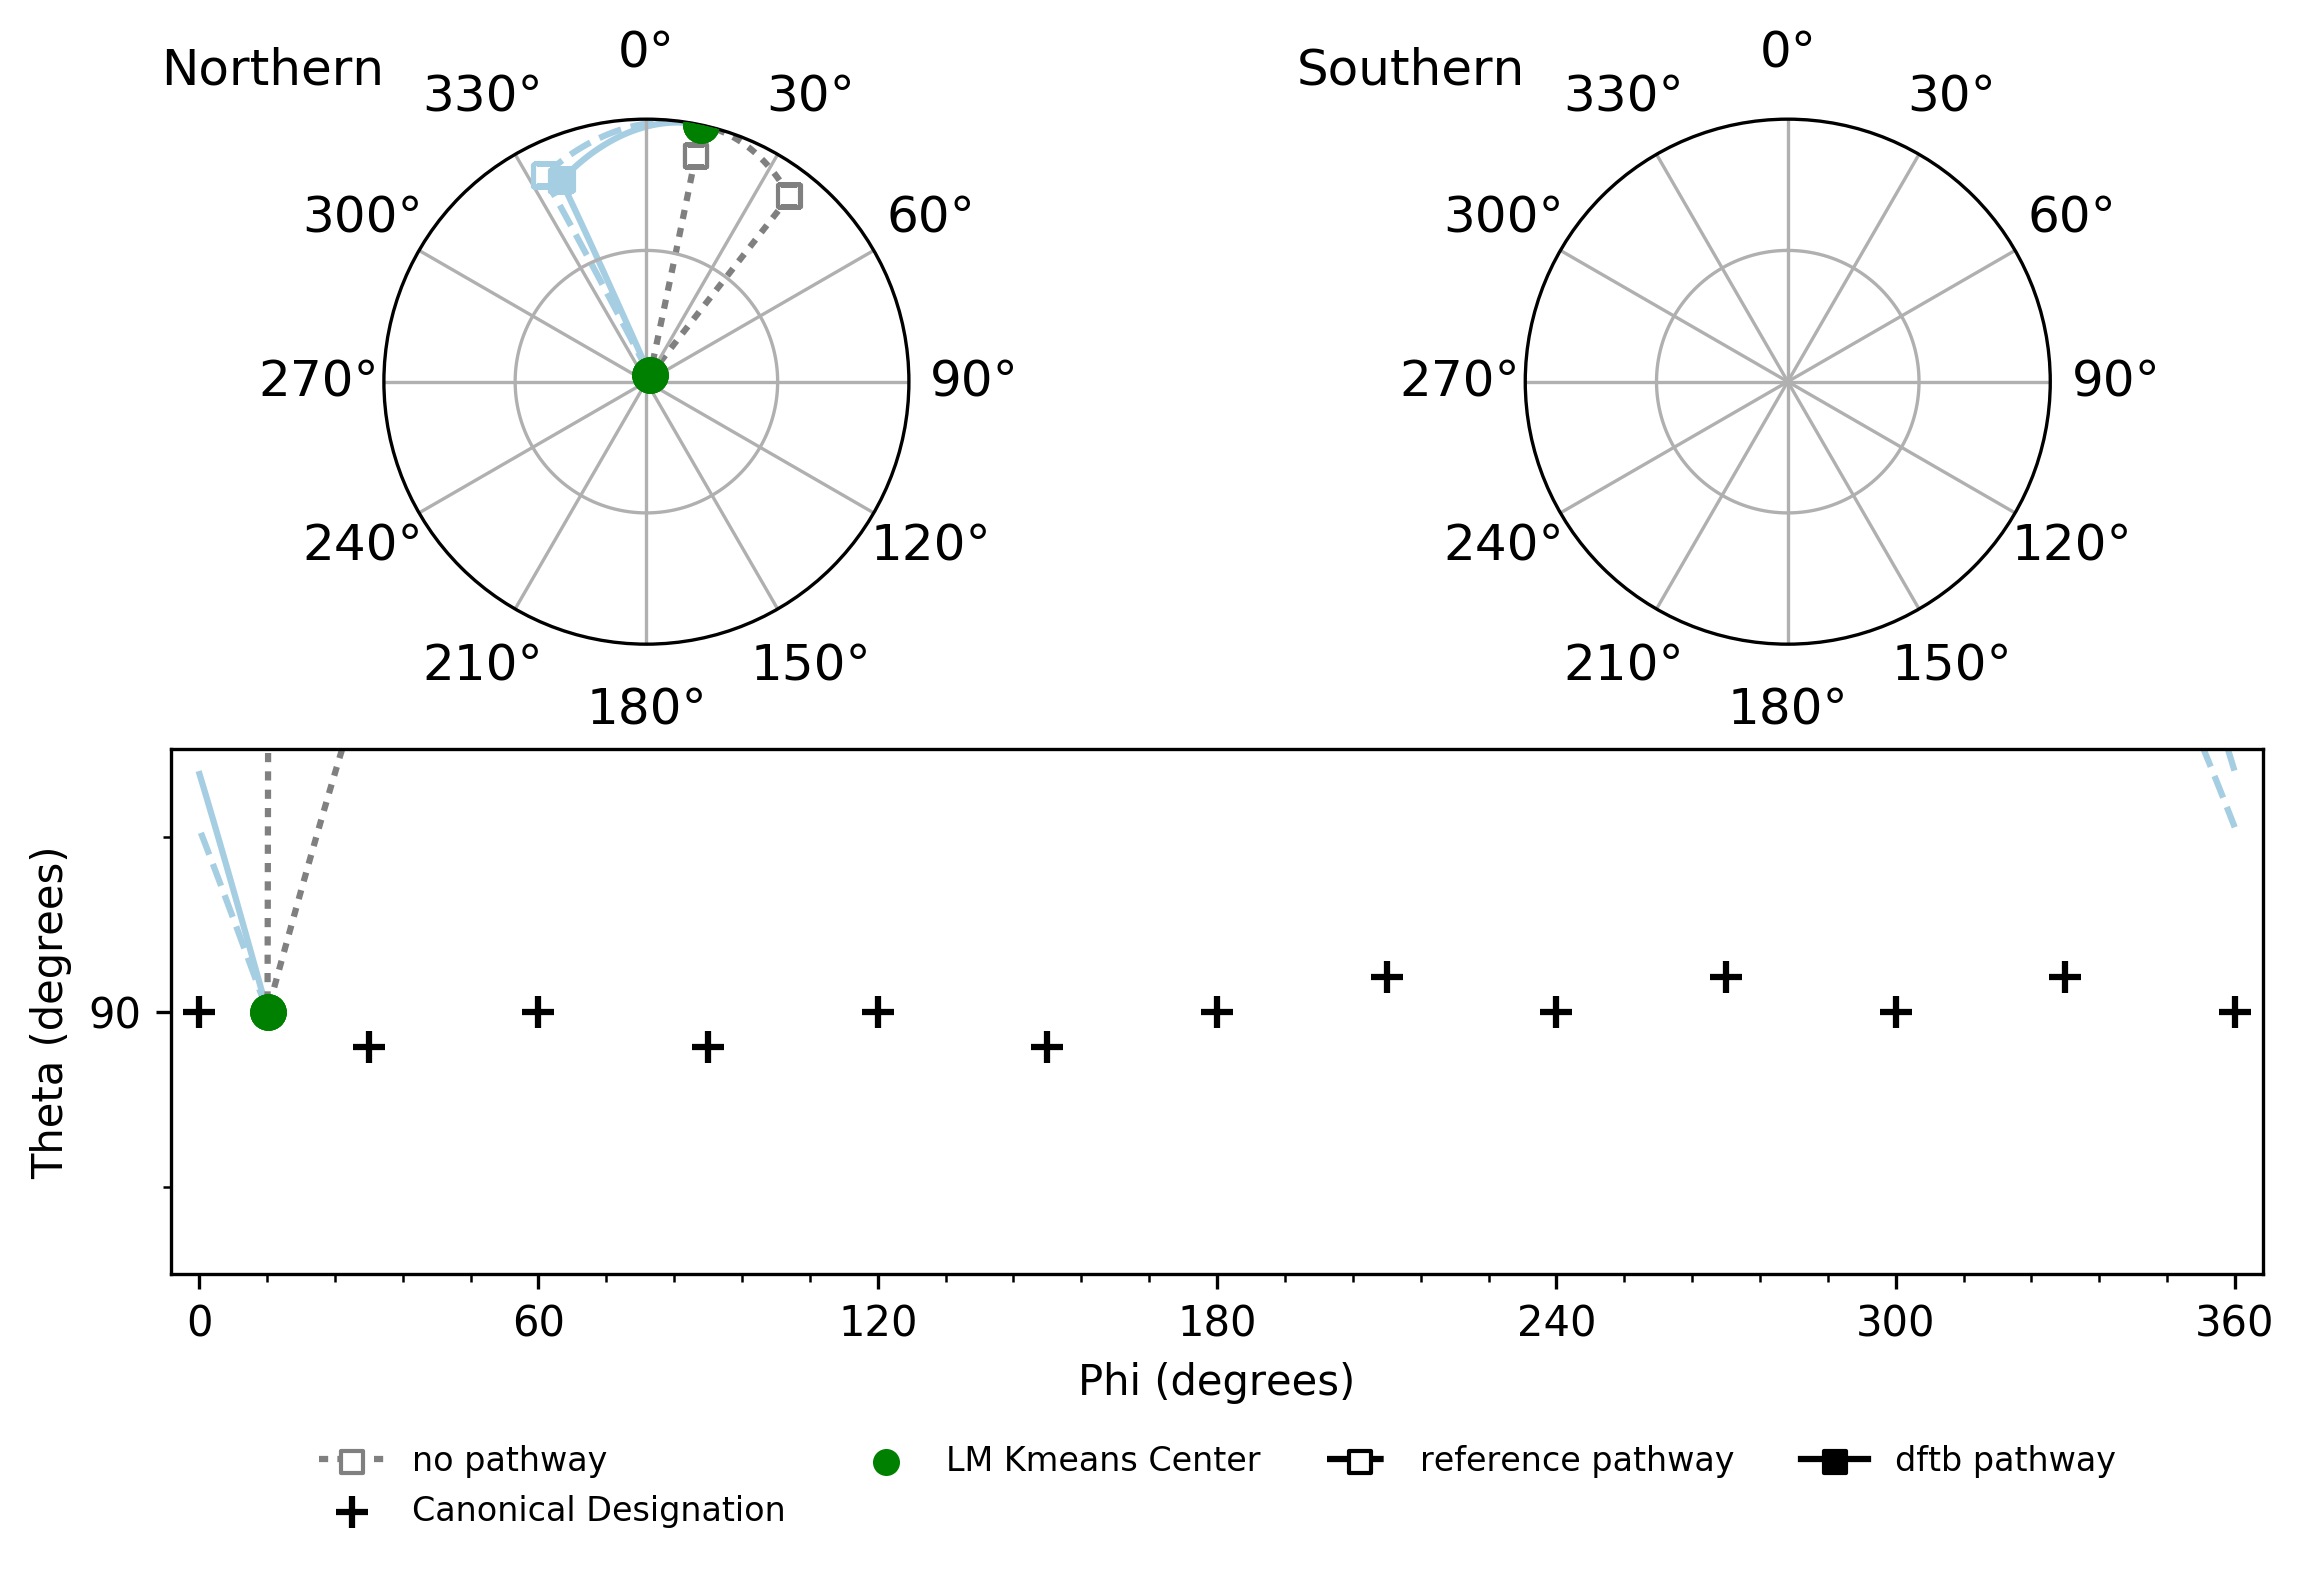 Northern
0°
30°
60°
90°
120°
150°
180°
210°
240°
270°
300°
330°
Southern
0°
30°
60°
90°
120°
150°
180°
210°
240°
270°
300°
330°
Theta (degrees)
90
0 60 120 180 240 300 360
Phi (degrees)
no pathway
Canonical Designation
LM Kmeans Center
reference pathway
dftb pathway